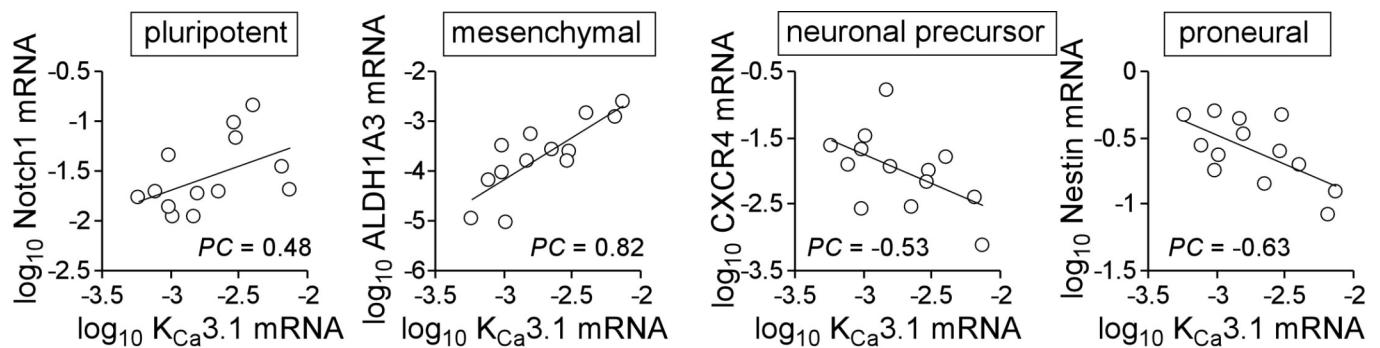 pluripotent
log10 Notch1 mRNA
-0.5
-1
-1.5
-2
-2.5
PC = 0.48
-3.5 -3 -2.5 -2
log10 KCa3.1 mRNA
mesenchymal
log10 ALDH1A3 mRNA
-2
-3
-4
-5
-6
PC = 0.82
-3.5 -3 -2.5 -2
log10 KCa3.1 mRNA
neuronal precursor
log10 CXCR4 mRNA
-0.5
-1.5
-2.5
-3.5
PC = -0.53
-3.5 -3 -2.5 -2
log10 KCa3.1 mRNA
proneural
log10 Nestin mRNA
0
-0.5
-1
-1.5
PC = -0.63
-3.5 -3 -2.5 -2
log10 KCa3.1 mRNA